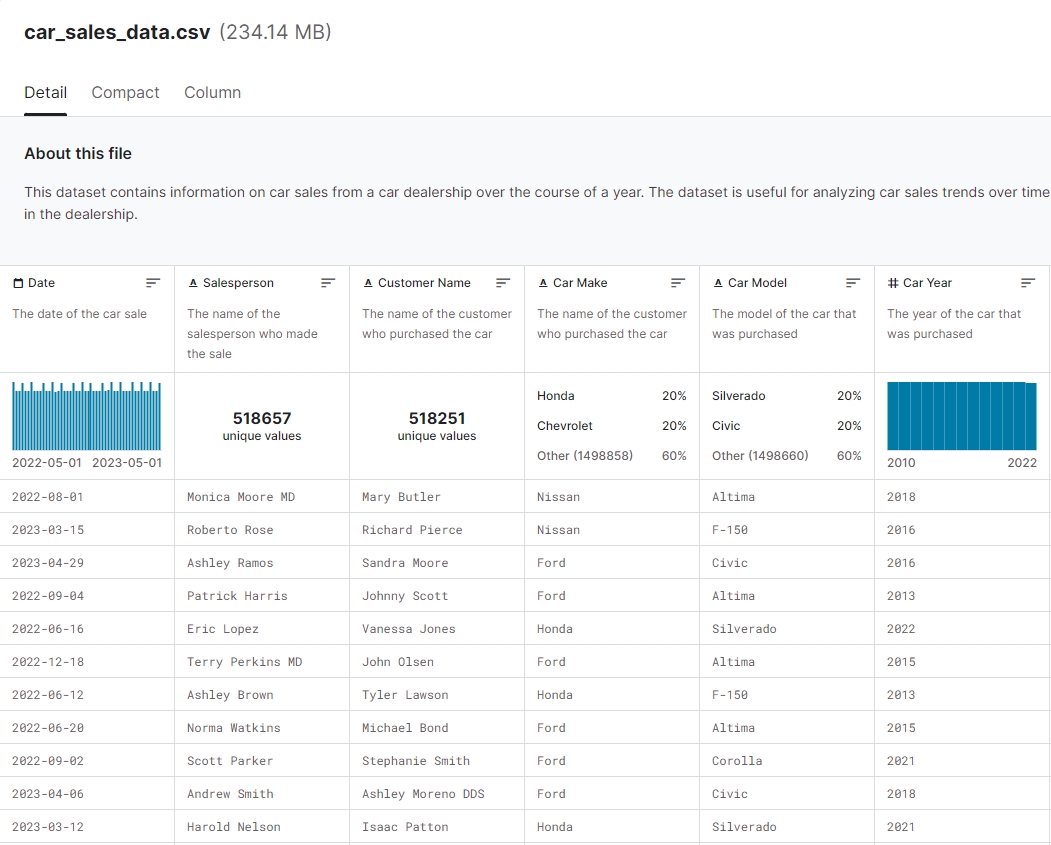 car_sales_data.csv (234.14 MB)
Detail Compact Column
About this file
This dataset contains information on car sales from a car dealership over the course of a year. The dataset is useful for analyzing car sales trends over time
in the dealership.
Date Salesperson Customer Name Car Make Car Model Car Year
The date of the car sale The name of the The name of the customer The name of the customer The model of the car that The year of the car that
salesperson who made who purchased the car who purchased the car was purchased was purchased
the sale
Honda 20% Silverado 20%
518657 518251
Chevrolet 20% Civic 20%
unique values unique values
Other (1498858) 60% Other (1498660) 60%
2022-05-01 2023-05-01 2010 2022
2022-08-01 Monica Moore MD Mary Butler Nissan Altima 2018
2023-03-15 Roberto Rose Richard Pierce Nissan F-150 2016
2023-04-29 Ashley Ramos Sandra Moore Ford Civic 2016
2022-09-04 Patrick Harris Johnny Scott Ford Altima 2013
2022-06-16 Eric Lopez Vanessa Jones Honda Silverado 2022
2022-12-18 Terry Perkins MD John Olsen Ford Altima 2015
2022-06-12 Ashley Brown Tyler Lawson Honda F-150 2013
2022-06-20 Norma Watkins Michael Bond Ford Altima 2015
2022-09-02 Scott Parker Stephanie Smith Ford Corolla 2021
2023-04-06 Andrew Smith Ashley Moreno DDS Ford Civic 2018
2023-03-12 Harold Nelson Isaac Patton Honda Silverado 2021